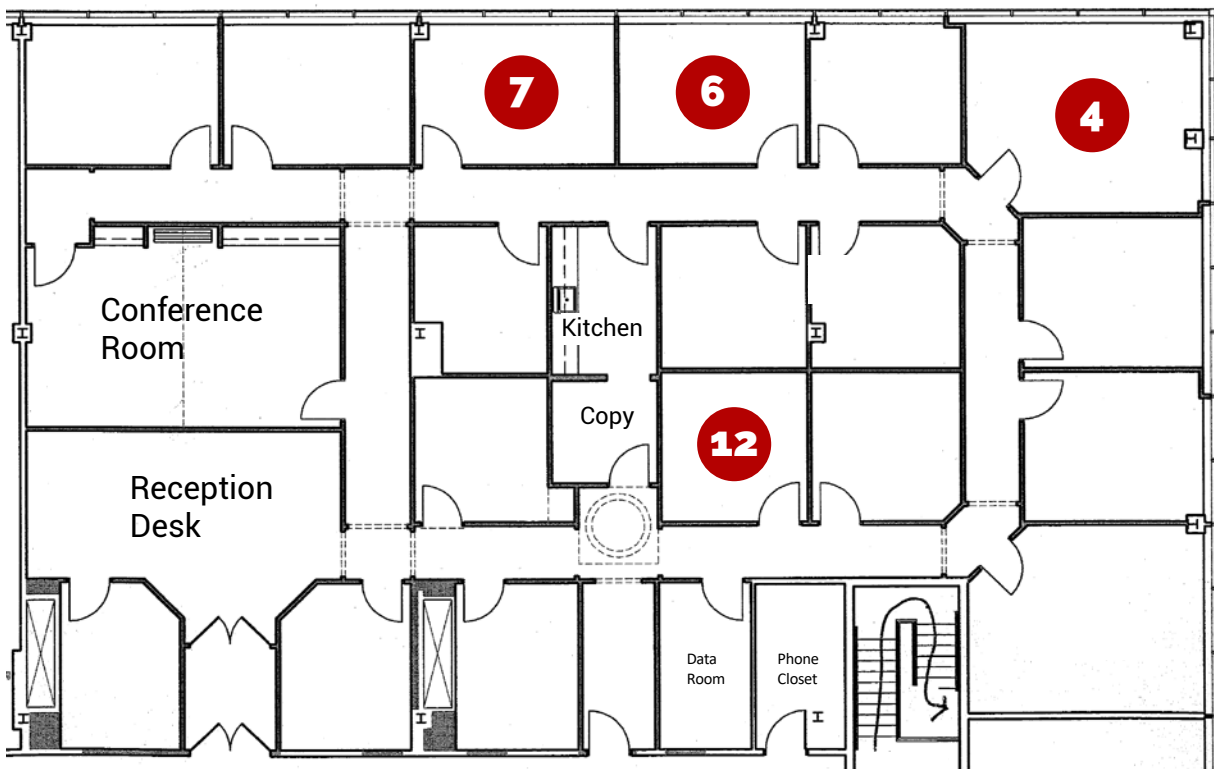 7
6
4
Conference
Room
Kitchen
Copy
12
Reception
Desk
Data
Room
Phone
Closet